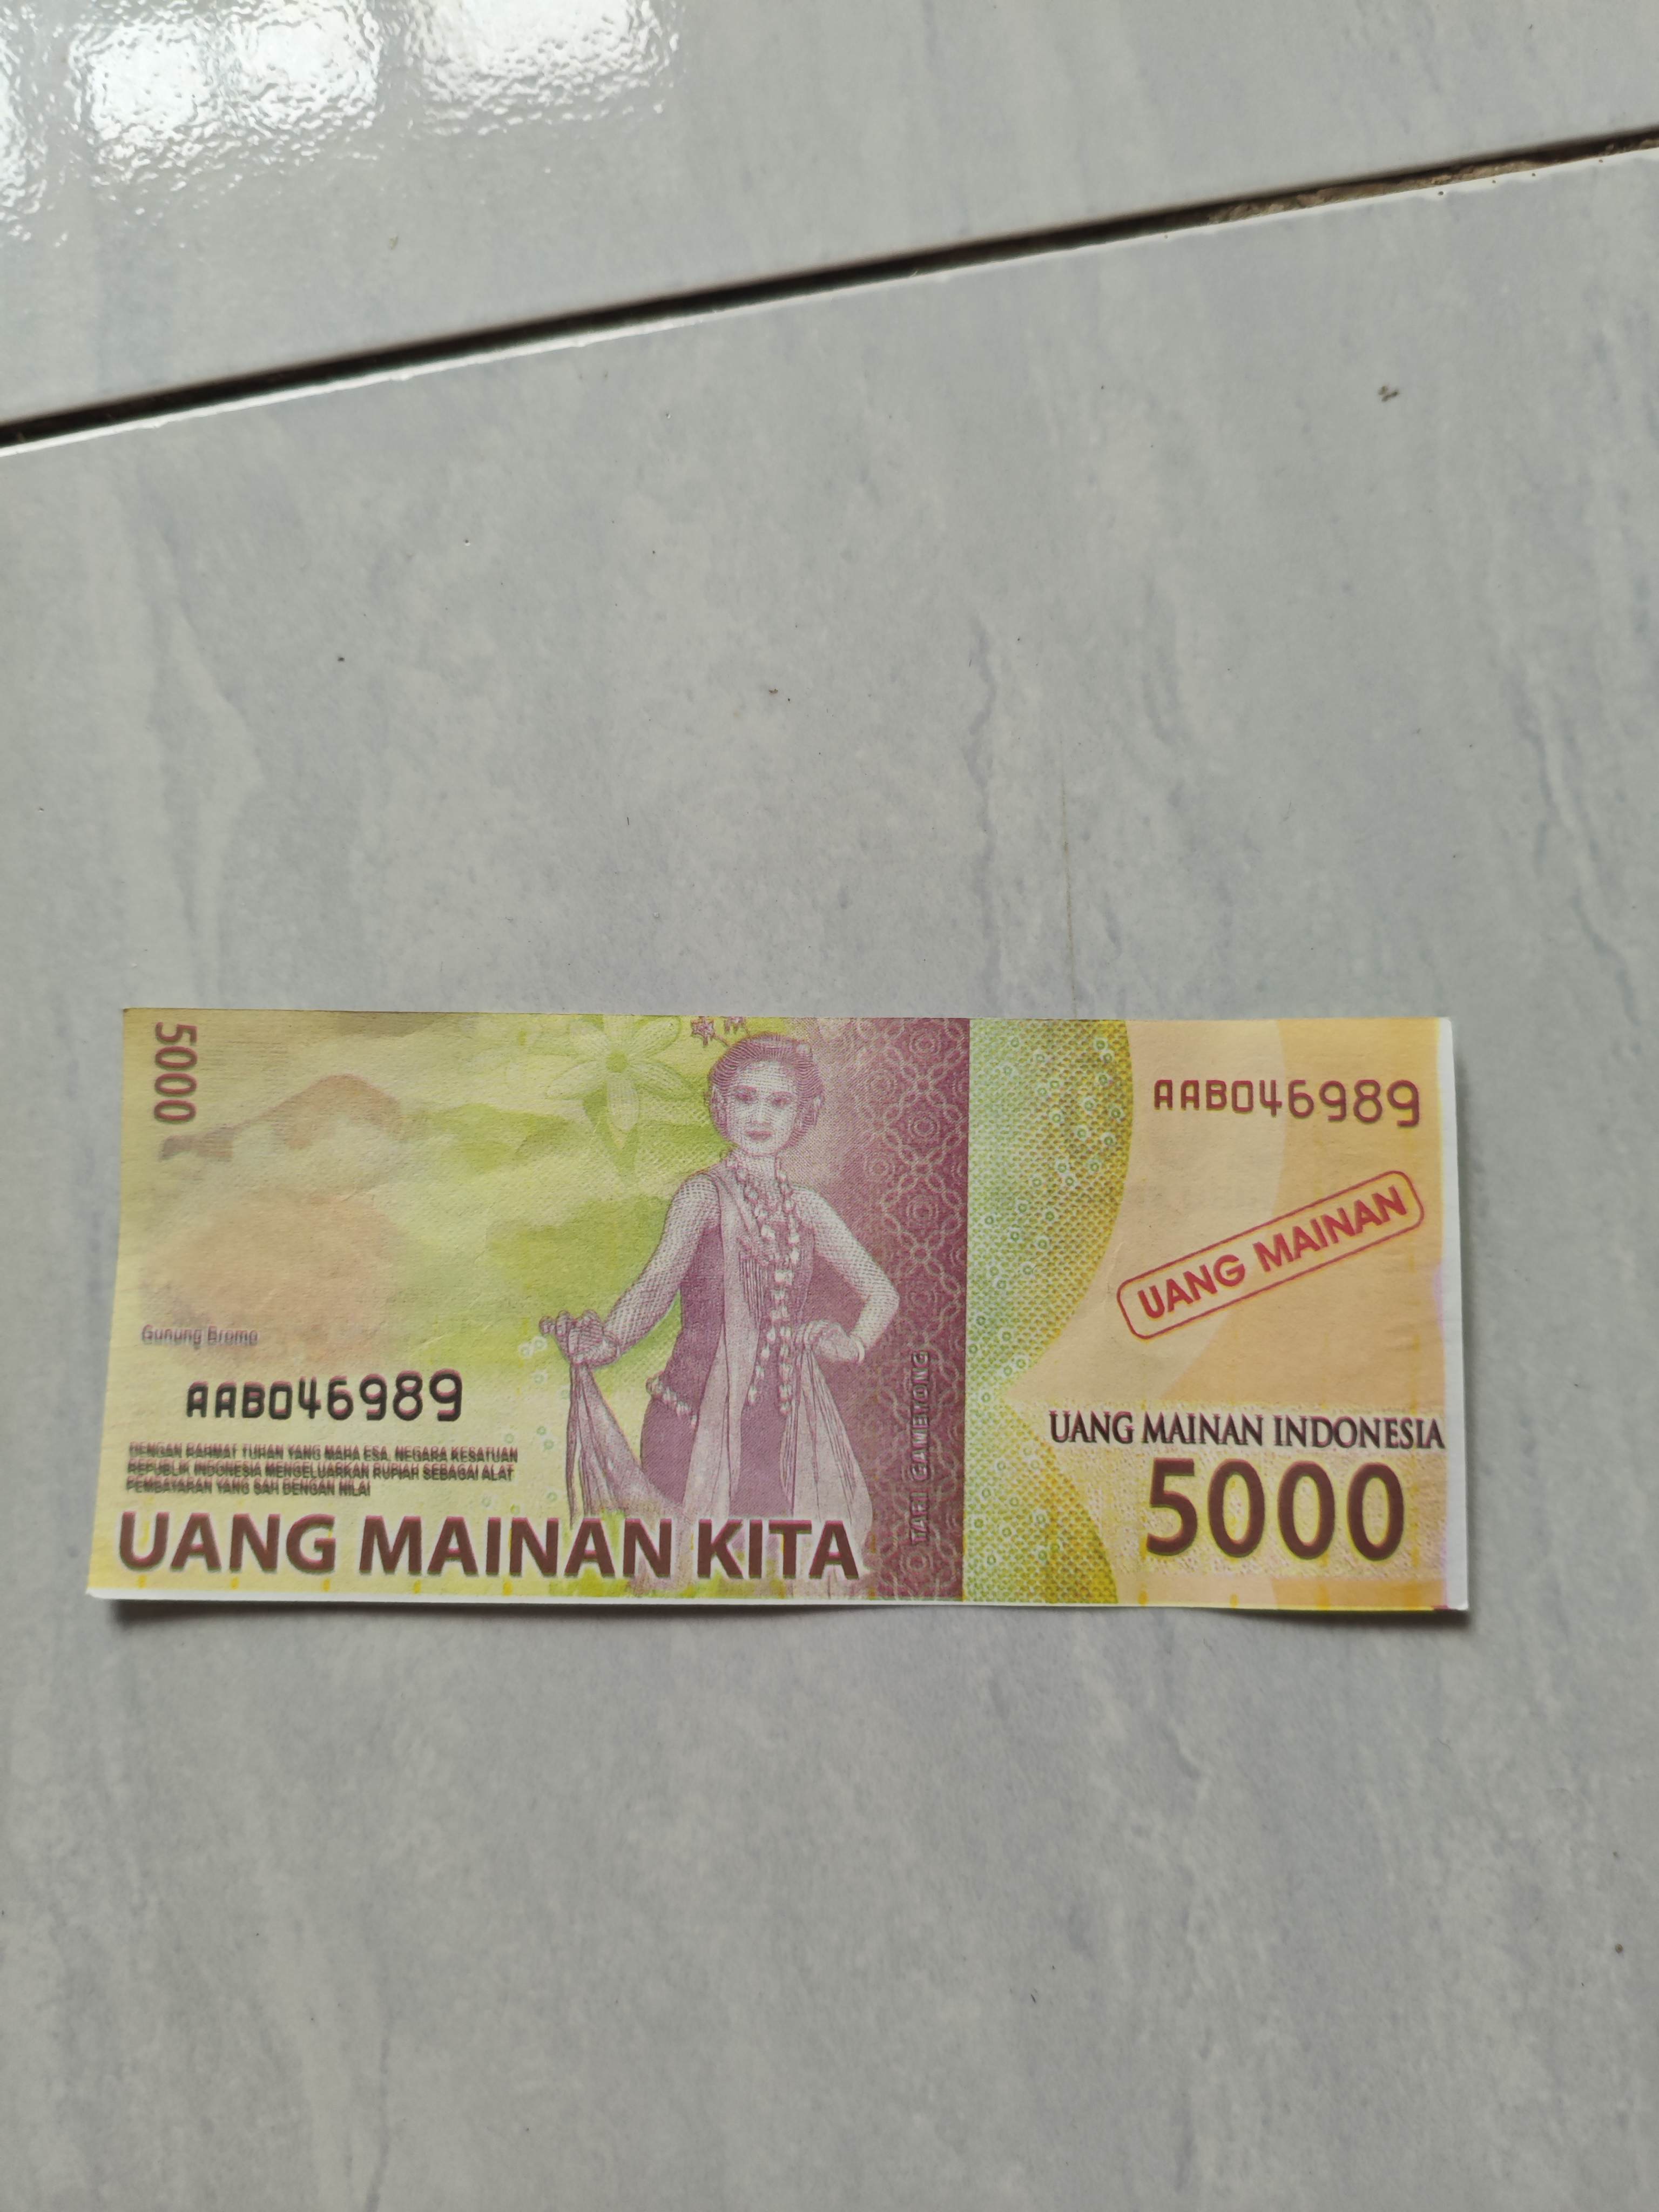 5000
AAB046989
UANG MAINAN
Gunung Bromo
AAB046989
DENGAN RAHMAT TUHAN YANG MAHA ESA, NEGARA KESATUAN
REPUBLIK INDONESIA MENGELUARKAN RUPIAH SEBAGAI ALAT
PEMBAYARAN YANG SAH DENGAN NILAI
UANG MAINAN KITA
TARI GAMBYONG
UANG MAINAN INDONESIA
5000